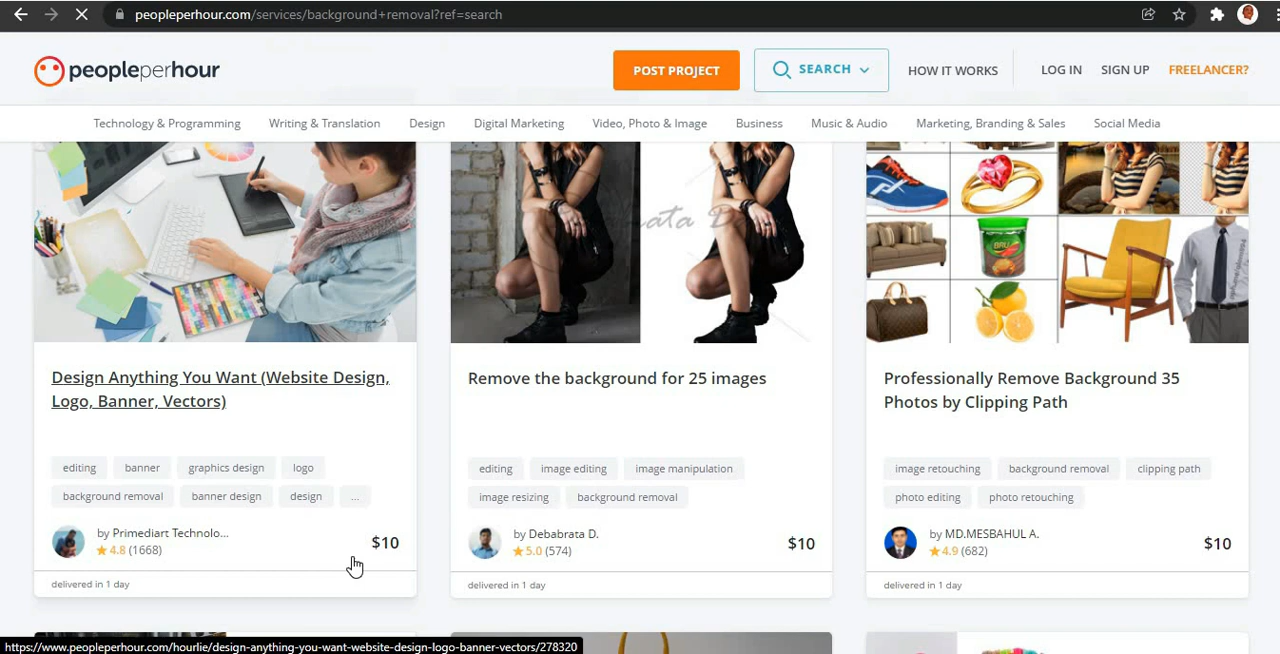 peopleperhour.com/services/background+removal?ref=search
peopleperhour
POST PROJECT
SEARCH
HOW IT WORKS
LOG IN
SIGN UP
FREELANCER?
Technology & Programming
Writing & Translation
Design
Digital Marketing
Video, Photo & Image
Business
Music & Audio
Marketing, Branding & Sales
Social Media
BRU
Design Anything You Want (Website Design,
Logo, Banner, Vectors)
editing banner graphics design logo
background removal banner design design ...
by Primediart Technolo...
4.8 (1668)
$10
delivered in 1 day
Remove the background for 25 images
editing image editing image manipulation
image resizing background removal
by Debabrata D.
5.0 (574)
$10
delivered in 1 day
Professionally Remove Background 35
Photos by Clipping Path
image retouching background removal clipping path
photo editing photo retouching
by MD.MESBAHUL A.
4.9 (682)
$10
delivered in 1 day
https://www.peopleperhour.com/hourlie/design-anything-you-want-website-design-logo-banner-vectors/278320